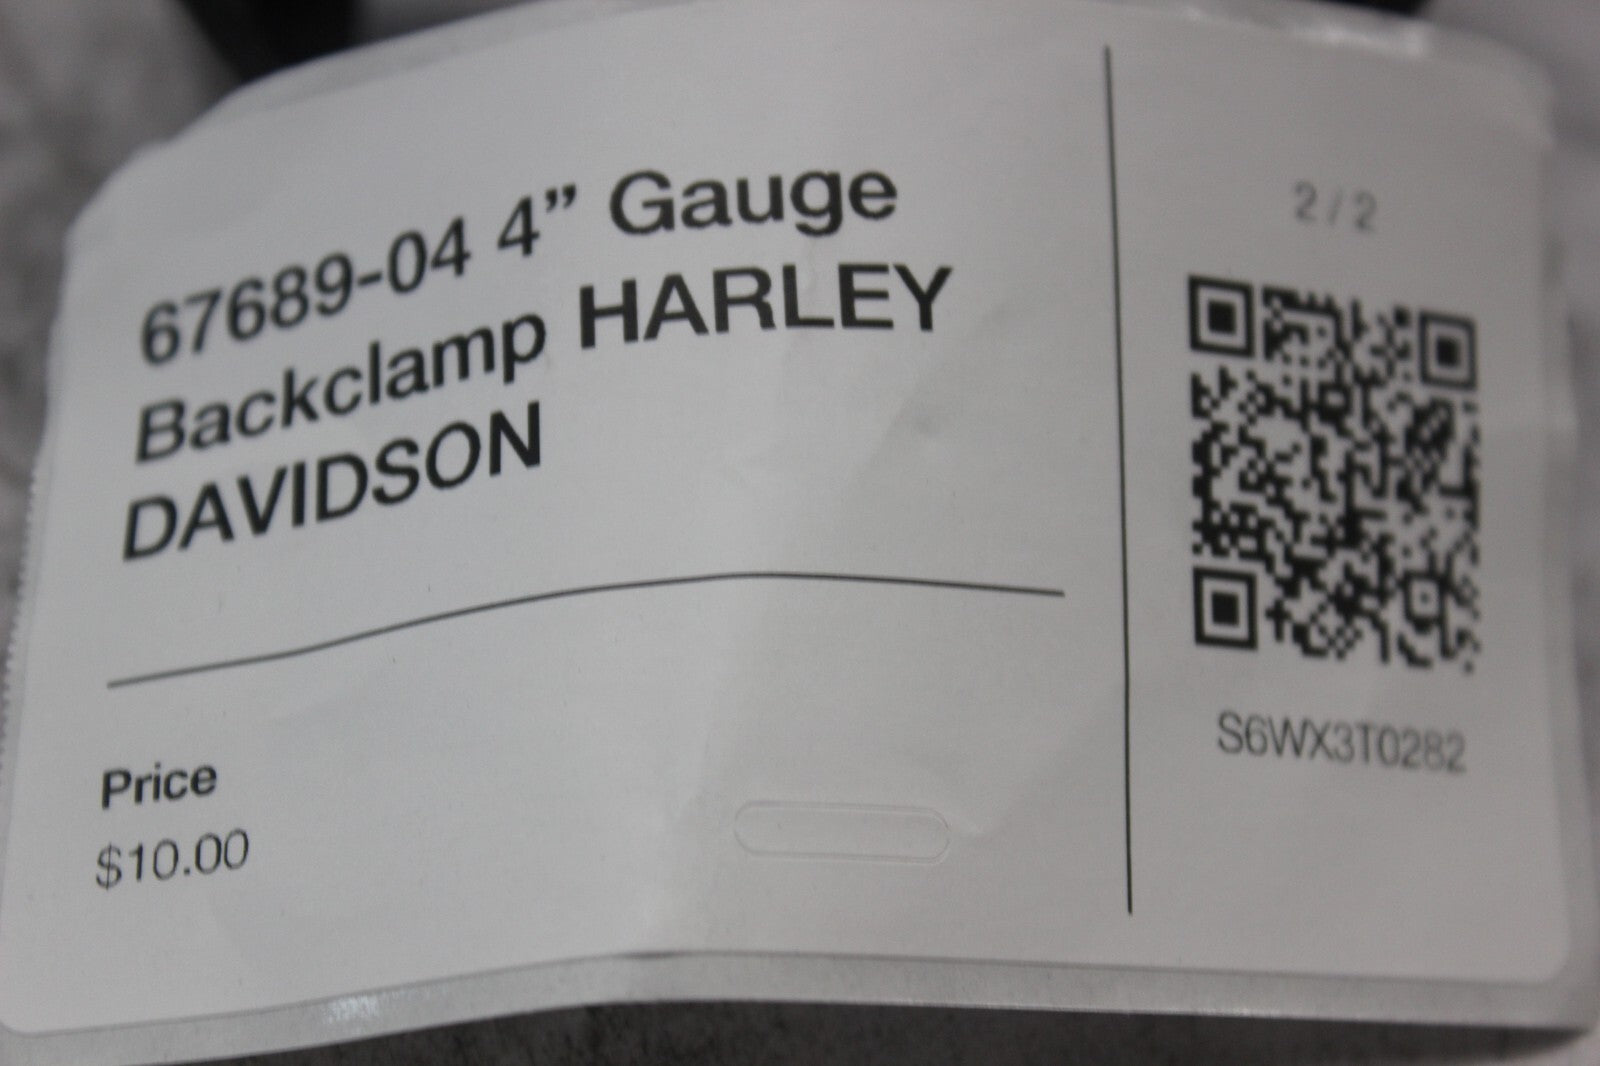 67689-04 4” Gauge
Backclamp HARLEY
DAVIDSON
Price
$10.00
2 / 2
S6WX3T0282